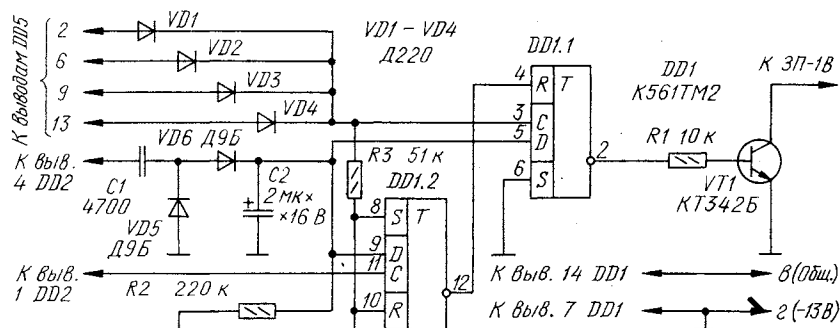 К выводам DD5
2
VD1
6
VD2
9
VD3
13
VD4
VD1 – VD4
Д220
DD1.1
4
R
T
3
C
5
D
6
S
2
DD1
К561ТМ2
К ЗП-1В
R1 10 к
VT1
КТ342Б
VD6 Д9Б
К выв.
4 DD2
C1
4700
VD5
Д9Б
C2
2 мк×
×16 В
+
R3 51 к
DD1.2
8
S
T
9
D
11
C
10
R
12
К выв.
1 DD2
R2 220 к
К выв. 14 DD1
в (Общ.)
К выв. 7 DD1
г (-13В)